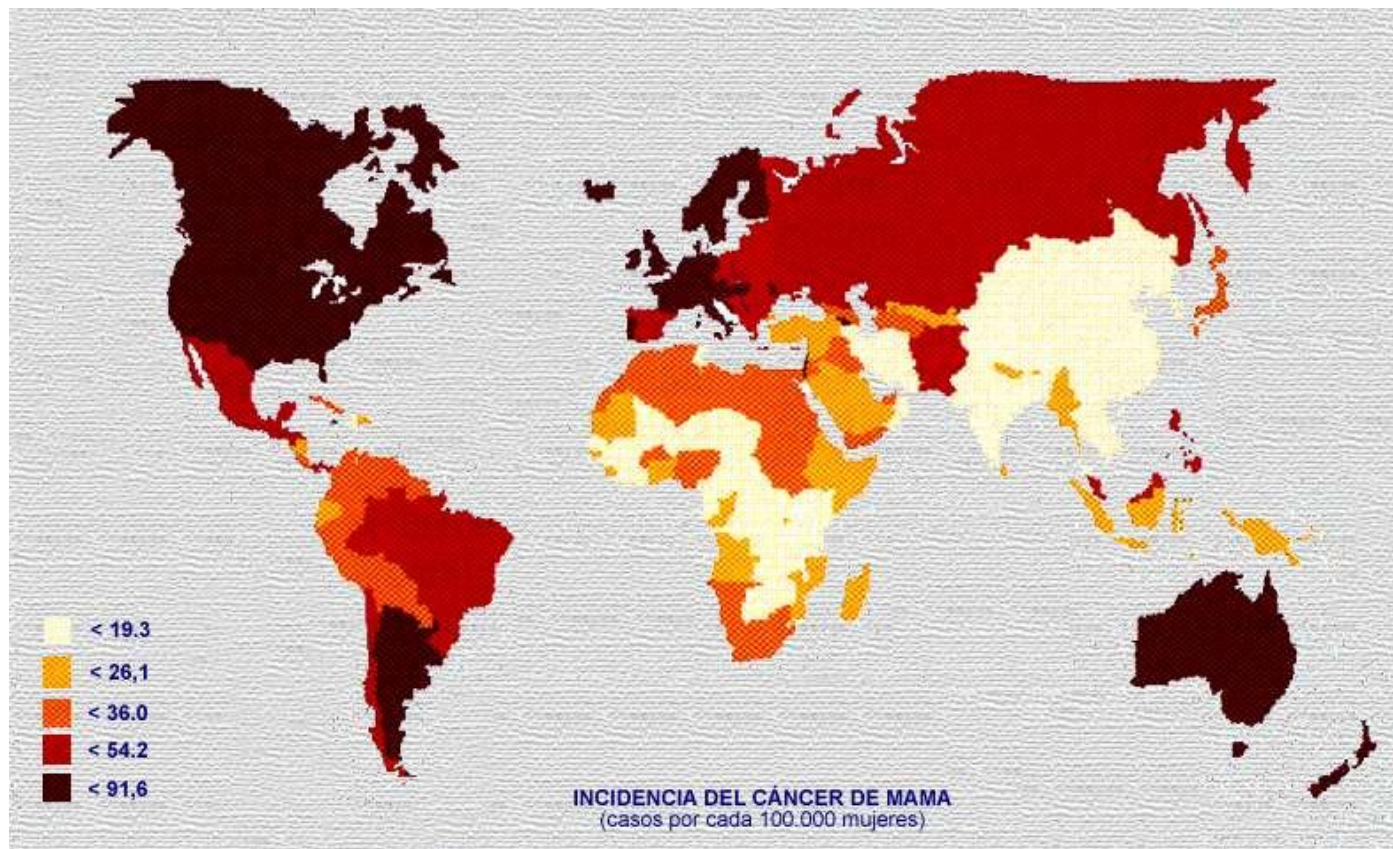 < 19.3
< 26,1
< 36.0
< 54.2
< 91,6
INCIDENCIA DEL CÁNCER DE MAMA
(casos por cada 100.000 mujeres)